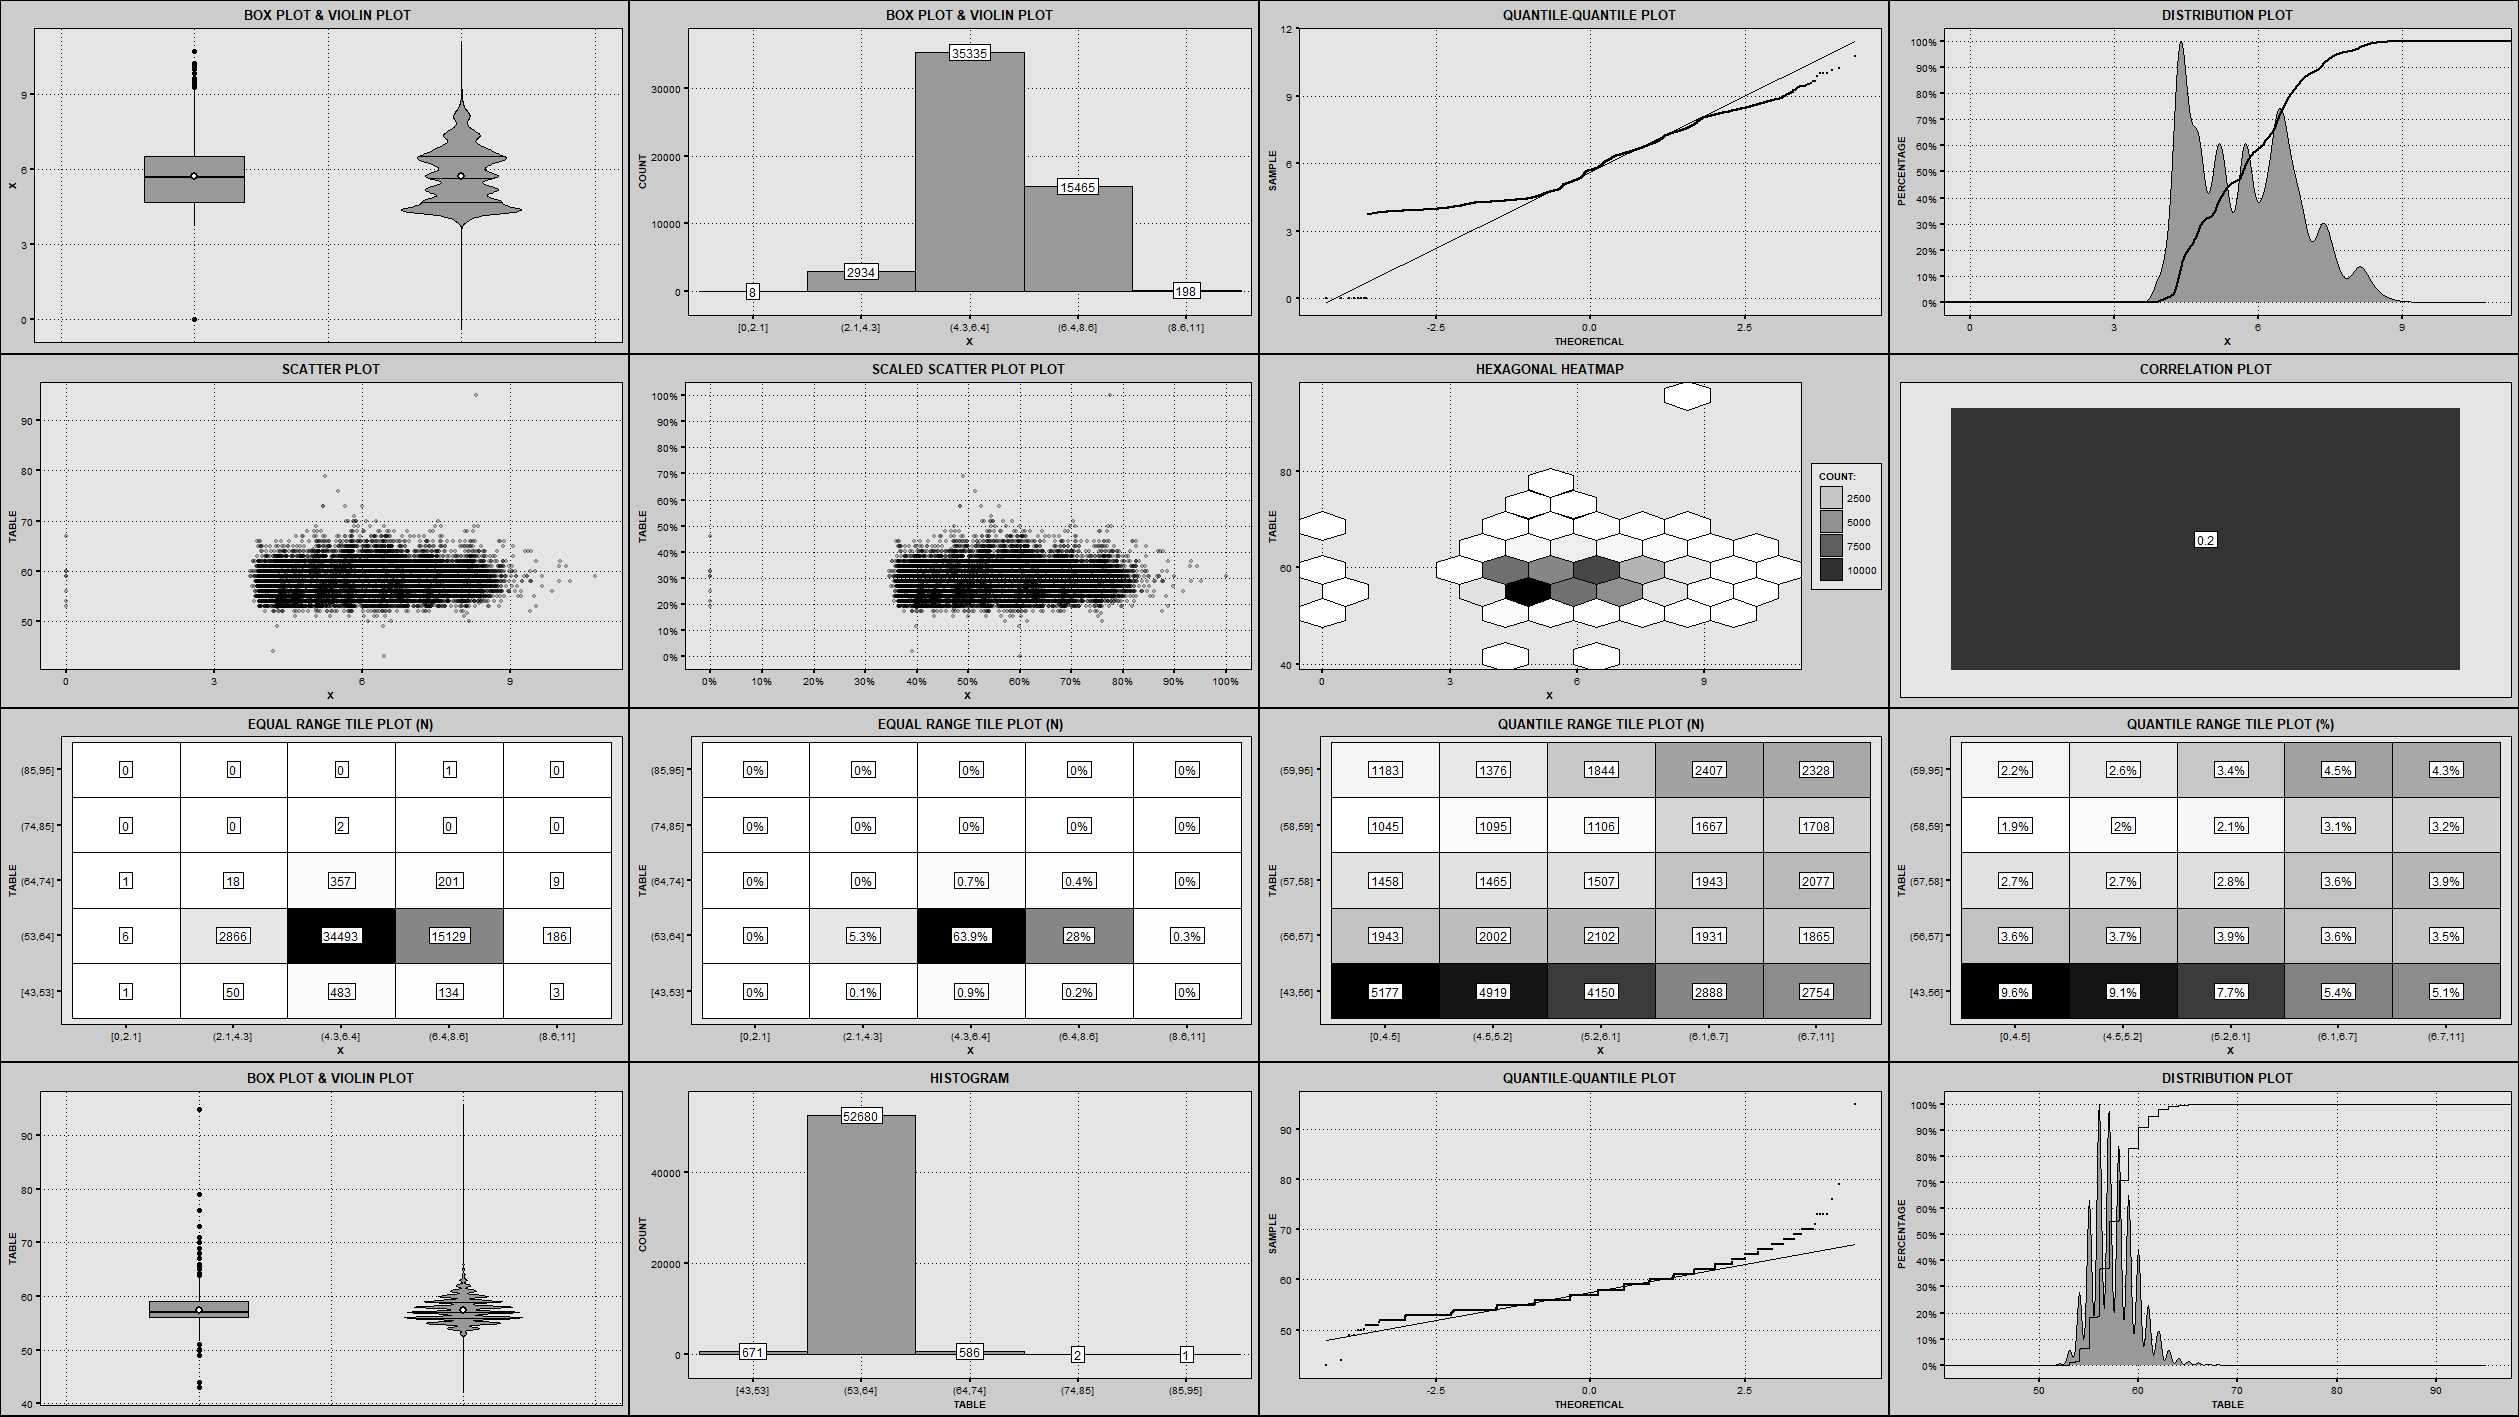 BOX PLOT & VIOLIN PLOT
X
9
6
3
0
BOX PLOT & VIOLIN PLOT
COUNT
30000
20000
10000
0
8
2934
35335
15465
198
[0,2.1]
(2.1,4.3]
(4.3,6.4]
(6.4,8.6]
(8.6,11]
X
QUANTILE-QUANTILE PLOT
SAMPLE
12
9
6
3
0
-2.5
0.0
2.5
THEORETICAL
DISTRIBUTION PLOT
PERCENTAGE
100%
90%
80%
70%
60%
50%
40%
30%
20%
10%
0%
0
3
6
9
X
SCATTER PLOT
TABLE
90
80
70
60
50
0
3
6
9
X
SCALED SCATTER PLOT PLOT
TABLE
100%
90%
80%
70%
60%
50%
40%
30%
20%
10%
0%
0%
10%
20%
30%
40%
50%
60%
70%
80%
90%
100%
X
HEXAGONAL HEATMAP
TABLE
80
60
40
0
3
6
9
X
COUNT:
2500
5000
7500
10000
CORRELATION PLOT
0.2
EQUAL RANGE TILE PLOT (N)
TABLE
(85,95] 0 0 0 1 0
(74,85] 0 0 2 0 0
(64,74] 1 18 357 201 9
(53,64] 6 2866 34493 15129 186
[43,53] 1 50 483 134 3
[0,2.1] (2.1,4.3] (4.3,6.4] (6.4,8.6] (8.6,11]
X
EQUAL RANGE TILE PLOT (N)
TABLE
(85,95] 0% 0% 0% 0% 0%
(74,85] 0% 0% 0% 0% 0%
(64,74] 0% 0% 0.7% 0.4% 0%
(53,64] 0% 5.3% 63.9% 28% 0.3%
[43,53] 0% 0.1% 0.9% 0.2% 0%
[0,2.1] (2.1,4.3] (4.3,6.4] (6.4,8.6] (8.6,11]
X
QUANTILE RANGE TILE PLOT (N)
TABLE
(59,95] 1183 1376 1844 2407 2328
(58,59] 1045 1095 1106 1667 1708
(57,58] 1458 1465 1507 1943 2077
(56,57] 1943 2002 2102 1931 1865
[43,56] 5177 4919 4150 2888 2754
[0,4.5] (4.5,5.2] (5.2,6.1] (6.1,6.7] (6.7,11]
X
QUANTILE RANGE TILE PLOT (%)
TABLE
(59,95] 2.2% 2.6% 3.4% 4.5% 4.3%
(58,59] 1.9% 2% 2.1% 3.1% 3.2%
(57,58] 2.7% 2.7% 2.8% 3.6% 3.9%
(56,57] 3.6% 3.7% 3.9% 3.6% 3.5%
[43,56] 9.6% 9.1% 7.7% 5.4% 5.1%
[0,4.5] (4.5,5.2] (5.2,6.1] (6.1,6.7] (6.7,11]
X
BOX PLOT & VIOLIN PLOT
TABLE
90
80
70
60
50
40
HISTOGRAM
COUNT
40000
20000
0
671
52680
586
2
1
[43,53]
(53,64]
(64,74]
(74,85]
(85,95]
TABLE
QUANTILE-QUANTILE PLOT
SAMPLE
90
80
70
60
50
-2.5
0.0
2.5
THEORETICAL
DISTRIBUTION PLOT
PERCENTAGE
100%
90%
80%
70%
60%
50%
40%
30%
20%
10%
0%
50
60
70
80
90
TABLE